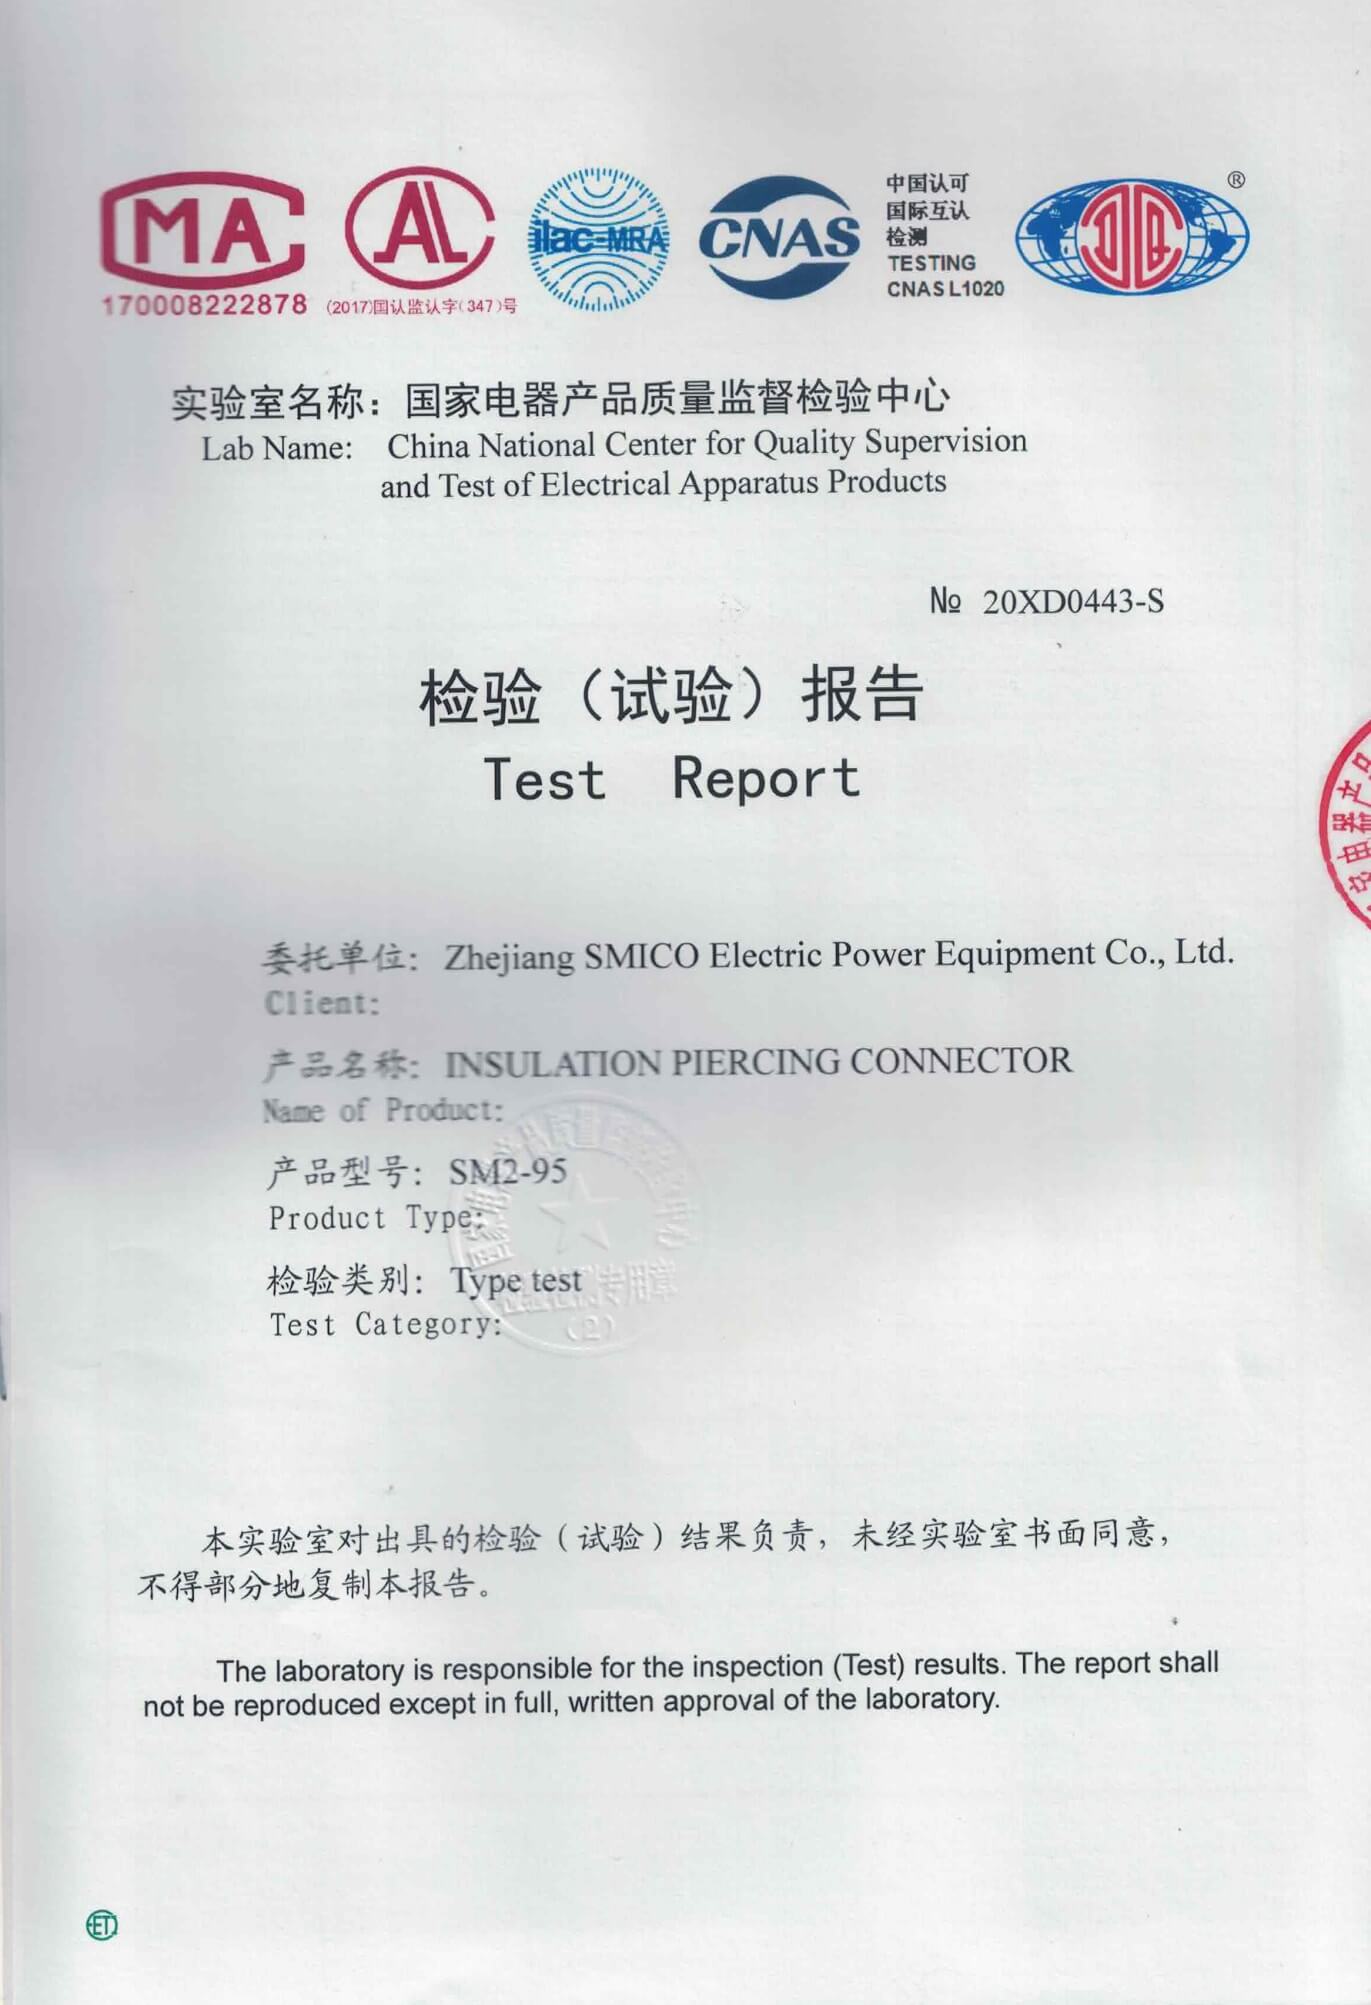 MA
170008222878
AL
(2017)国认监认字(347)号
ilac-MRA
CNAS
中国认可
国际互认
检测
TESTING
CNAS L1020
®
实验室名称：国家电器产品质量监督检验中心
Lab Name: China National Center for Quality Supervision
and Test of Electrical Apparatus Products
№ 20XD0443-S
检验（试验）报告
Test Report
委托单位： Zhejiang SMICO Electric Power Equipment Co., Ltd.
Client:
产品名称： INSULATION PIERCING CONNECTOR
Name of Product:
产品型号： SM2-95
Product Type:
检验类别： Type test
Test Category:
专用章
(2)
本实验室对出具的检验（试验）结果负责，未经实验室书面同意，
不得部分地复制本报告。
The laboratory is responsible for the inspection (Test) results. The report shall
not be reproduced except in full, written approval of the laboratory.